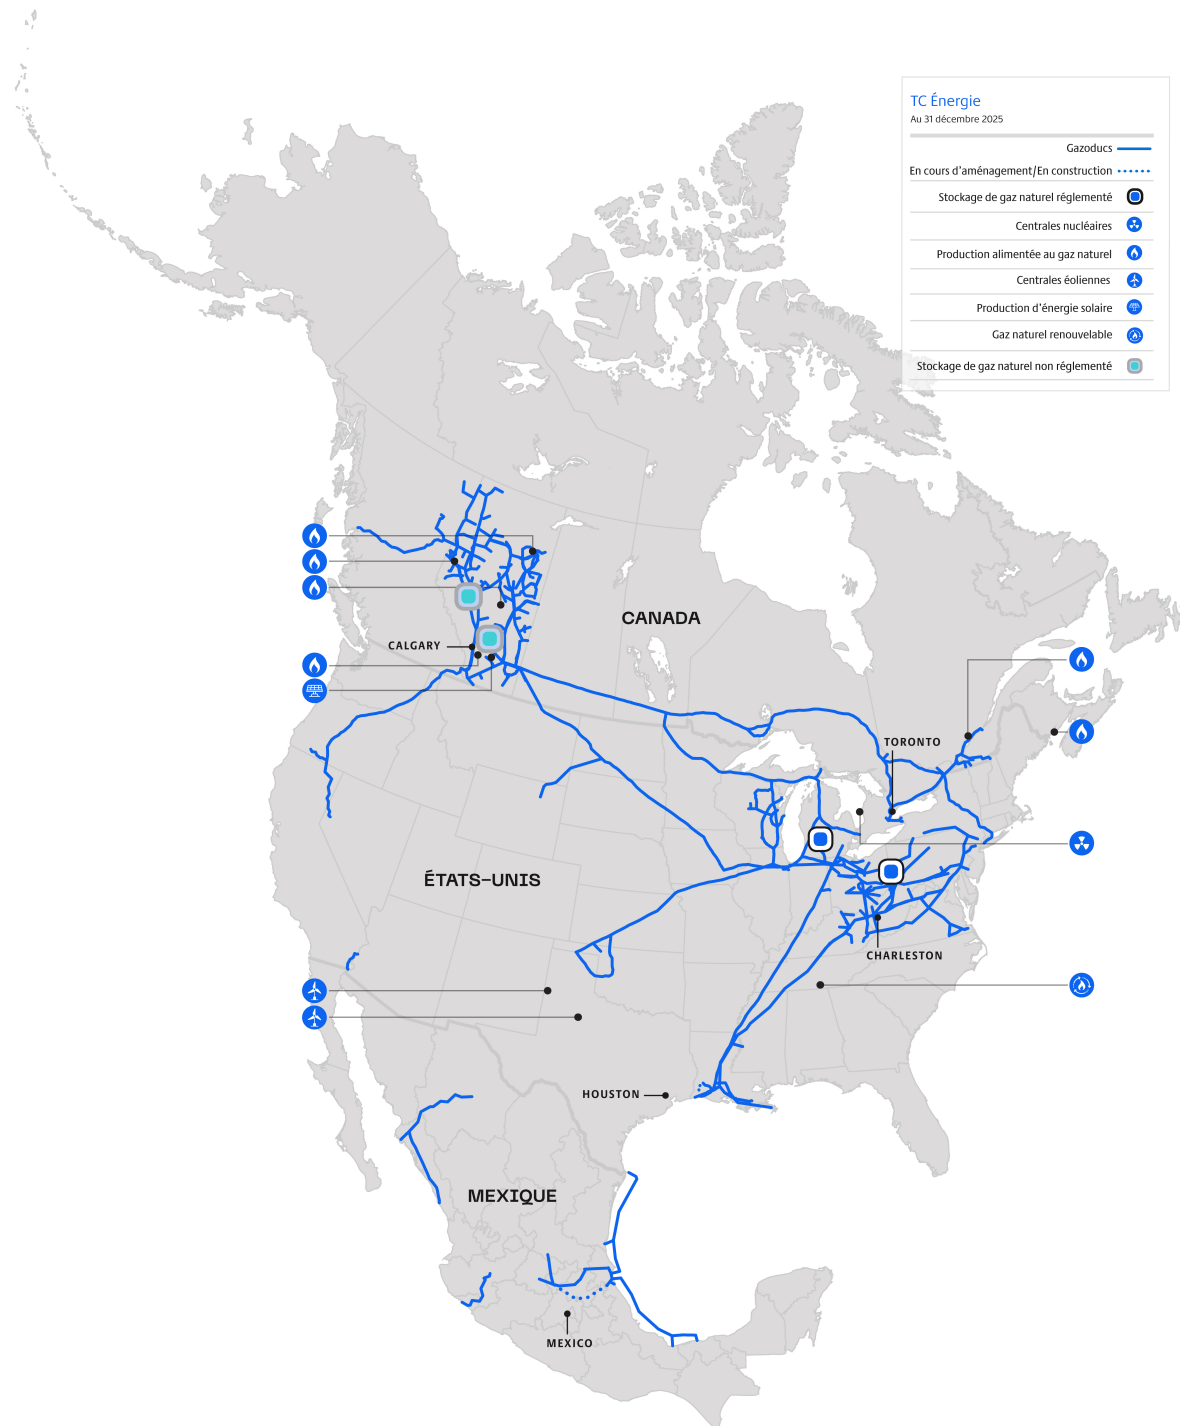 TC Énergie
Au 31 décembre 2025
Gazoducs
En cours d'aménagement/En construction
Stockage de gaz naturel réglementé
Centrales nucléaires
Production alimentée au gaz naturel
Centrales éoliennes
Production d'énergie solaire
Gaz naturel renouvelable
Stockage de gaz naturel non réglementé
CANADA
CALGARY
TORONTO
ÉTATS-UNIS
CHARLESTON
HOUSTON
MEXIQUE
MEXICO